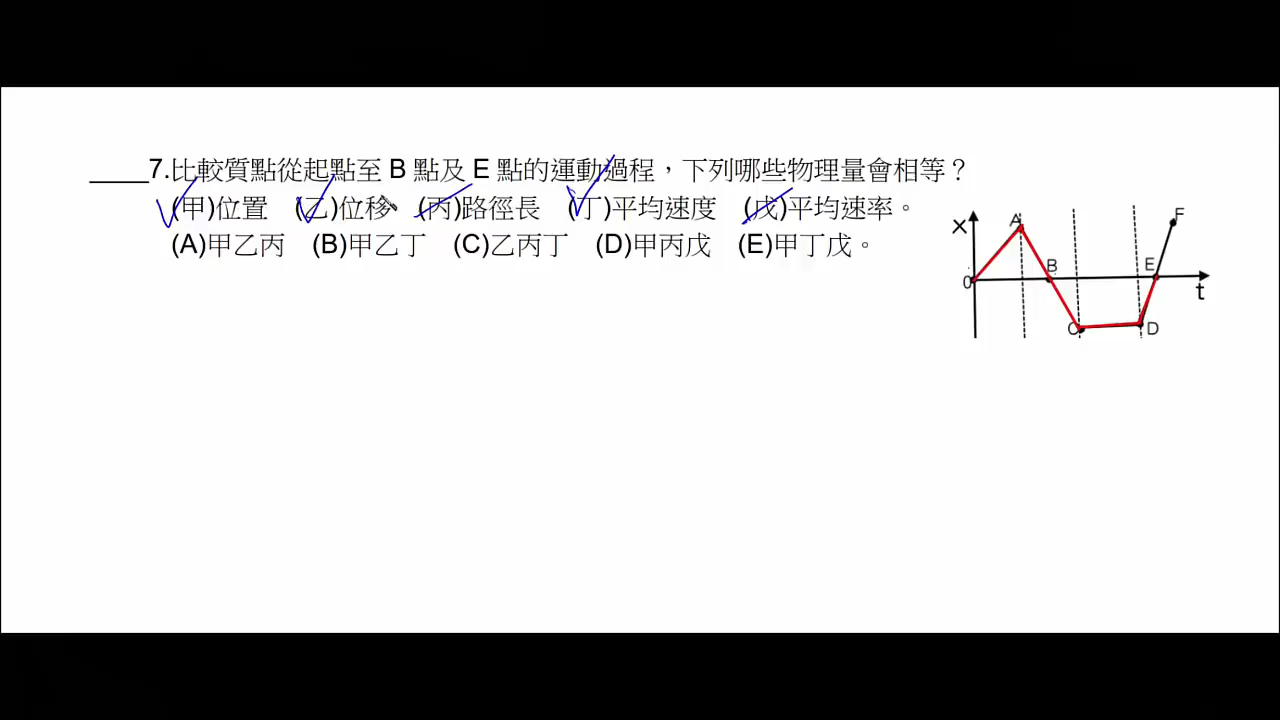 ____7.比較質點從起點至 B 點及 E 點的運動過程，下列哪些物理量會相等？
(甲)位置 (乙)位移 (丙)路徑長 (丁)平均速度 (戊)平均速率。
(A)甲乙丙 (B)甲乙丁 (C)乙丙丁 (D)甲丙戊 (E)甲丁戊。
x A F
B E
0 t
C D